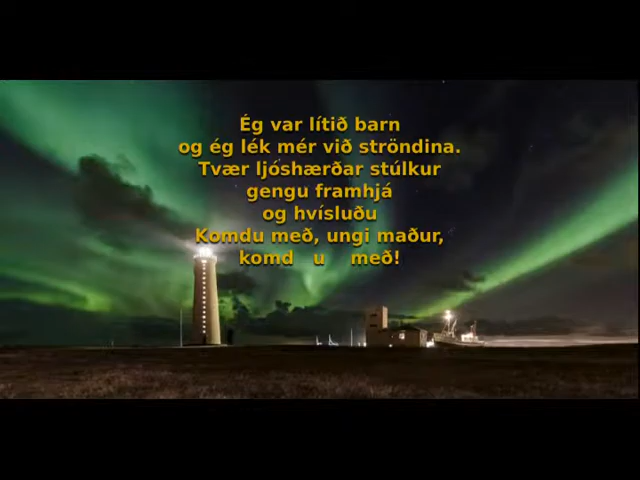 Ég var lítið barn
og ég lék mér við ströndina.
Tvær ljóshærðar stúlkur
gengu framhjá
og hvísluðu
Komdu með, ungi maður,
komd u með!